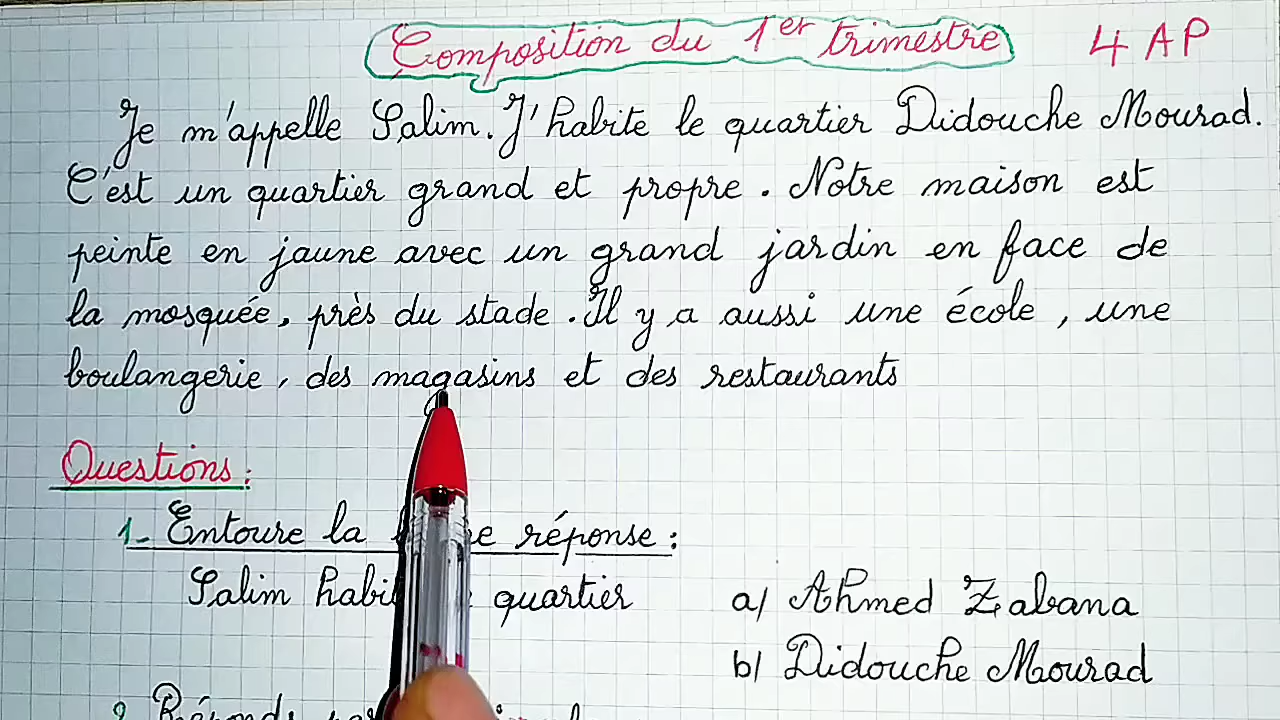 Composition du 1er trimestre 4 AP
Je m'appelle Salim. J'habite le quartier Didouche Mourad.
C'est un quartier grand et propre. Notre maison est
peinte en jaune avec un grand jardin en face de
la mosquée, près du stade. Il y a aussi une école, une
boulangerie, des magasins et des restaurants
Questions:
1- Entoure la réponse:
Salim quartier a) Ahmed Zabana
b) Didouche Mourad